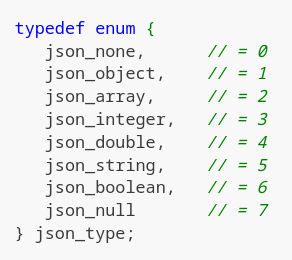 typedef enum {
   json_none,      // = 0
   json_object,    // = 1
   json_array,     // = 2
   json_integer,   // = 3
   json_double,    // = 4
   json_string,    // = 5
   json_boolean,   // = 6
   json_null       // = 7
} json_type;